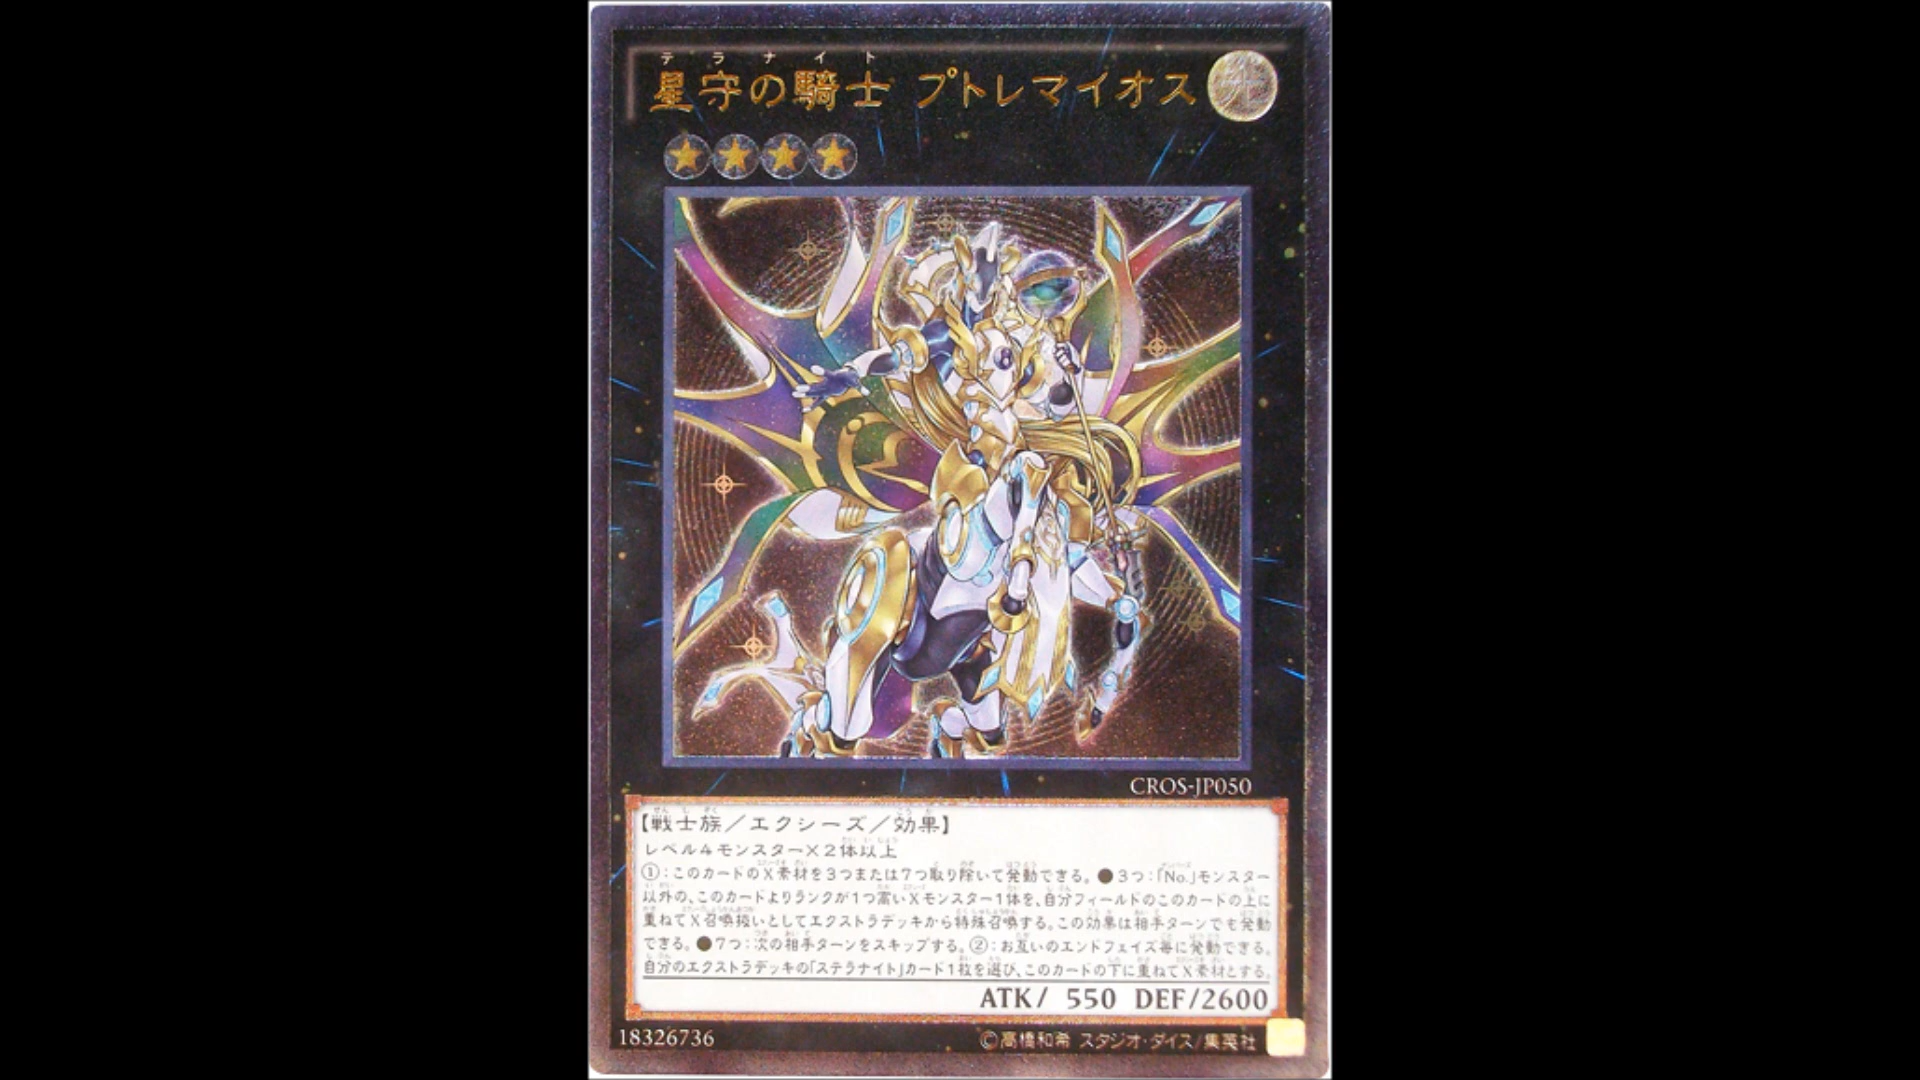 テラナイト
星守の騎士 プトレマイオス
光
CROS-JP050
【戦士族/エクシーズ/効果】
レベル4モンスター×2体以上
①:このカードのX素材を3つまたは7つ取り除いて発動できる。●3つ:「No.」モンスター
以外の、このカードよりランクが1つ高いXモンスター1体を、自分フィールドのこのカードの上に
重ねてX召喚扱いとしてエクストラデッキから特殊召喚する。この効果は相手ターンでも発動
できる。●7つ:次の相手ターンをスキップする。②:お互いのエンドフェイズ毎に発動できる。
自分のエクストラデッキの「ステラナイト」カード1枚を選び、このカードの下に重ねてX素材とする。
ATK/ 550 DEF/2600
18326736
©高橋和希 スタジオ・ダイス/集英社